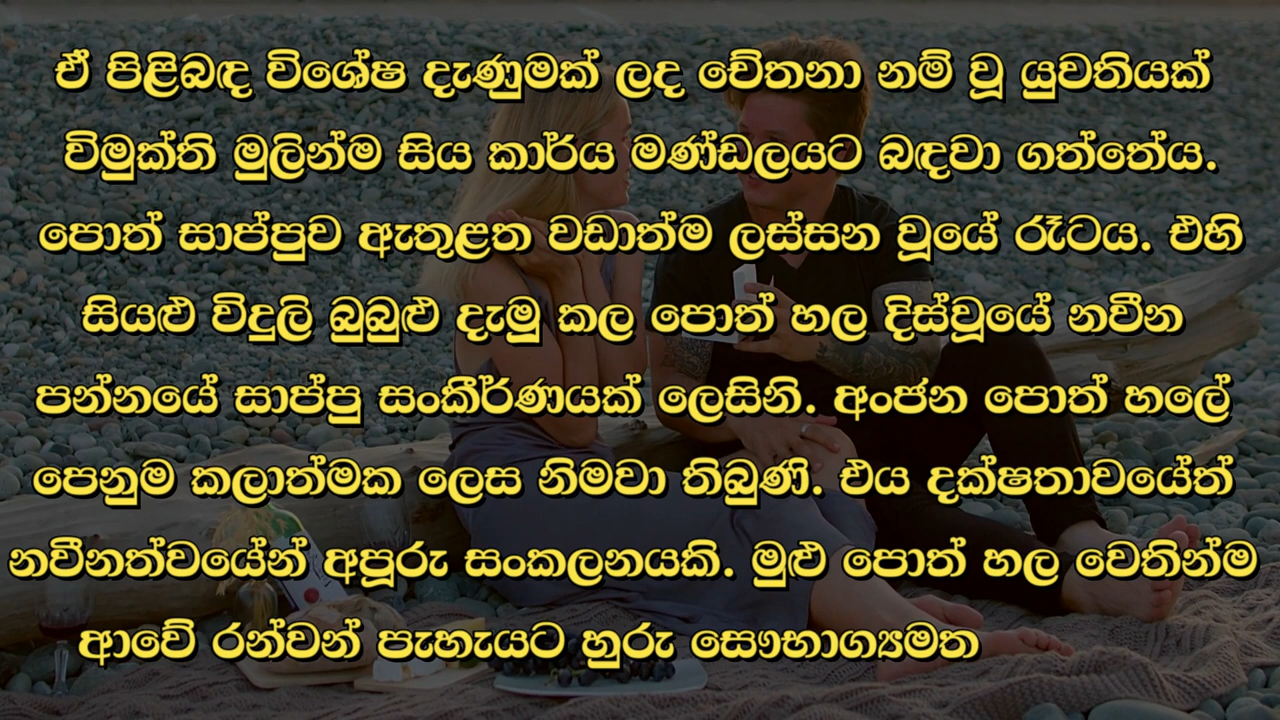 ඒ පිළිබඳ විශේෂ දැණුමක් ලද චේතනා නම් වූ යුවතියක්
විමුක්ති මුලින්ම සිය කාර්ය මණ්ඩලයට බඳවා ගත්තේය.
පොත් සාප්පුව ඇතුළත වඩාත්ම ලස්සන වූයේ රෑටය. එහි
සියළු විදුලි බුබුළු දැමු කල පොත් හල දිස්වූයේ නවීන
පන්නයේ සාප්පු සංකීර්ණයක් ලෙසිනි. අංජන පොත් හලේ
පෙනුම කලාත්මක ලෙස නිමවා තිබුණි. එය දක්ෂතාවයේත්
නවීනත්වයේන් අපූරු සංකලනයකි. මුළු පොත් හල වෙතින්ම
ආවේ රන්වන් පැහැයට හුරු සෞභාග්‍යමත